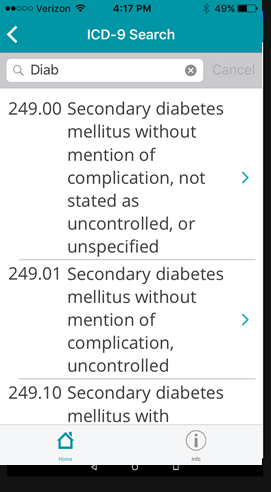 Verizon 4:17 PM 49%
ICD-9 Search
Diab Cancel
249.00 Secondary diabetes
mellitus without
mention of
complication, not
stated as
uncontrolled, or
unspecified
249.01 Secondary diabetes
mellitus without
mention of
complication,
uncontrolled
249.10 Secondary diabetes
mellitus with
Home Info